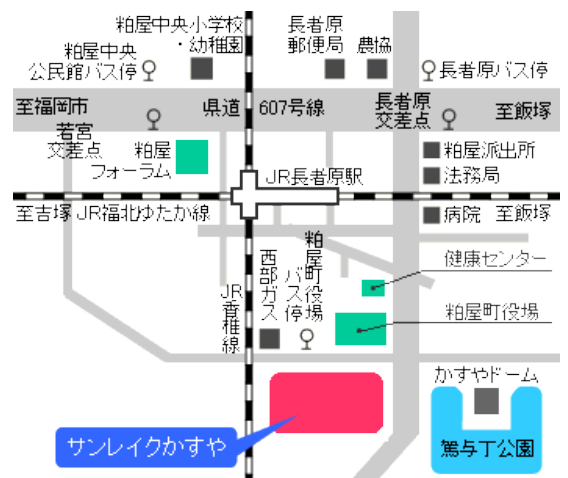 粕屋中央小学校
・幼稚園
長者原
郵便局
農協
粕屋中央
公民館バス停
長者原バス停
至福岡市
県道
607号線
長者原
交差点
至飯塚
若宮
交差点
粕屋
フォーラム
粕屋派出所
JR長者原駅
法務局
至吉塚
JR福北ゆたか線
病院
至飯塚
西部ガス
粕屋町役場
バス停
健康センター
JR香椎線
粕屋町役場
かすやドーム
サンレイクかすや
駕与丁公園